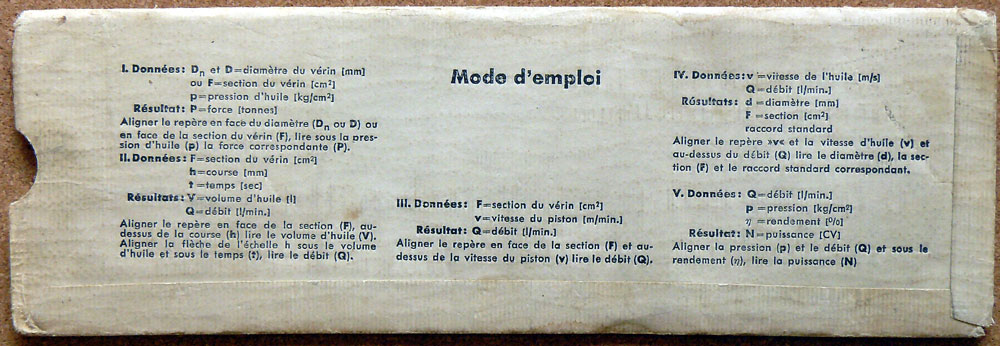 Mode d'emploi
I. Données: Dn et D=diamètre du vérin [mm]
ou F=section du vérin [cm²]
p=pression d'huile [kg/cm²]
Résultat: P=force [tonnes]
Aligner le repère en face du diamètre (Dn ou D) ou
en face de la section du vérin (F), lire sous la pres-
sion d'huile (p) la force correspondante (P).
II. Données: F=section du vérin [cm²]
h=course [mm]
t=temps [sec]
Résultats: V=volume d'huile [l]
Q=débit [l/min.]
Aligner le repère en face de la section (F), au-
dessus de la course (h) lire le volume d'huile (V).
Aligner la flèche de l'échelle h sous le volume
d'huile et sous le temps (t), lire le débit (Q).
III. Données: F=section du vérin [cm²]
v=vitesse du piston [m/min.]
Résultat: Q=débit [l/min.]
Aligner le repère en face de la section (F) et au-
dessus de la vitesse du piston (v) lire le débit (Q).
IV. Données: v=vitesse de l'huile [m/s]
Q=débit [l/min.]
Résultats: d=diamètre [mm]
F=section [cm²]
raccord standard
Aligner le repère »v« et la vitesse d'huile (v) et
au-dessus du débit (Q) lire le diamètre (d), la sec-
tion (F) et le raccord standard correspondant.
V. Données: Q=débit [l/min.]
p=pression [kg/cm²]
η=rendement [%]
Résultat: N=puissance [CV]
Aligner la pression (p) et le débit (Q) et sous le
rendement (η), lire la puissance (N)